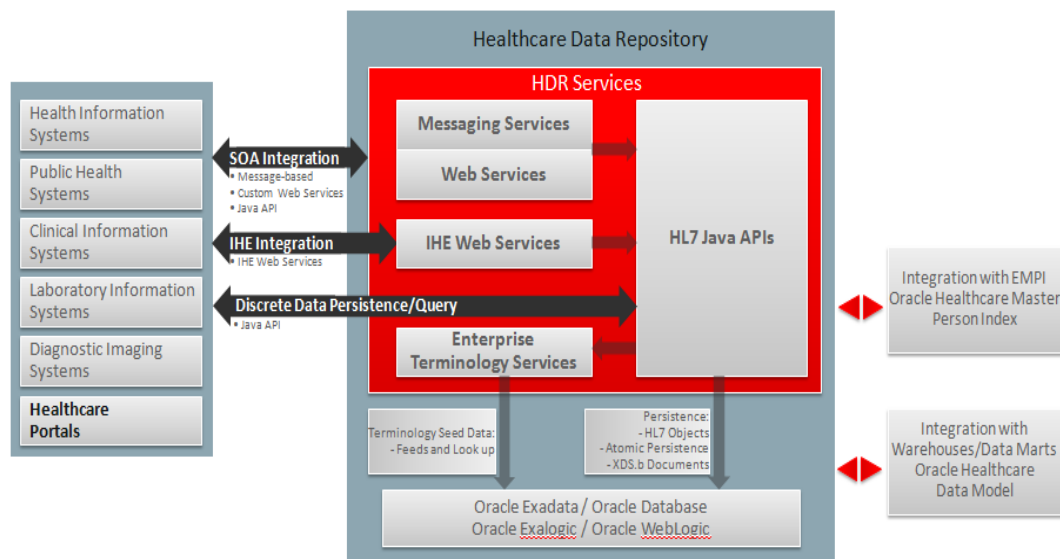 Healthcare Data Repository
HDR Services
Health Information
Systems
Public Health
Systems
Clinical Information
Systems
Laboratory Information
Systems
Diagnostic Imaging
Systems
Healthcare
Portals
SOA Integration
▪ Message-based
▪ Custom Web Services
▪ Java API
IHE Integration
▪ IHE Web Services
Discrete Data Persistence/Query
▪ Java API
Messaging Services
Web Services
IHE Web Services
Enterprise
Terminology Services
HL7 Java APIs
Terminology Seed Data:
- Feeds and Look up
Persistence:
- HL7 Objects
- Atomic Persistence
- XDS.b Documents
Oracle Exadata / Oracle Database
Oracle Exalogic / Oracle WebLogic
Integration with EMPI
Oracle Healthcare Master
Person Index
Integration with
Warehouses/Data Marts
Oracle Healthcare
Data Model